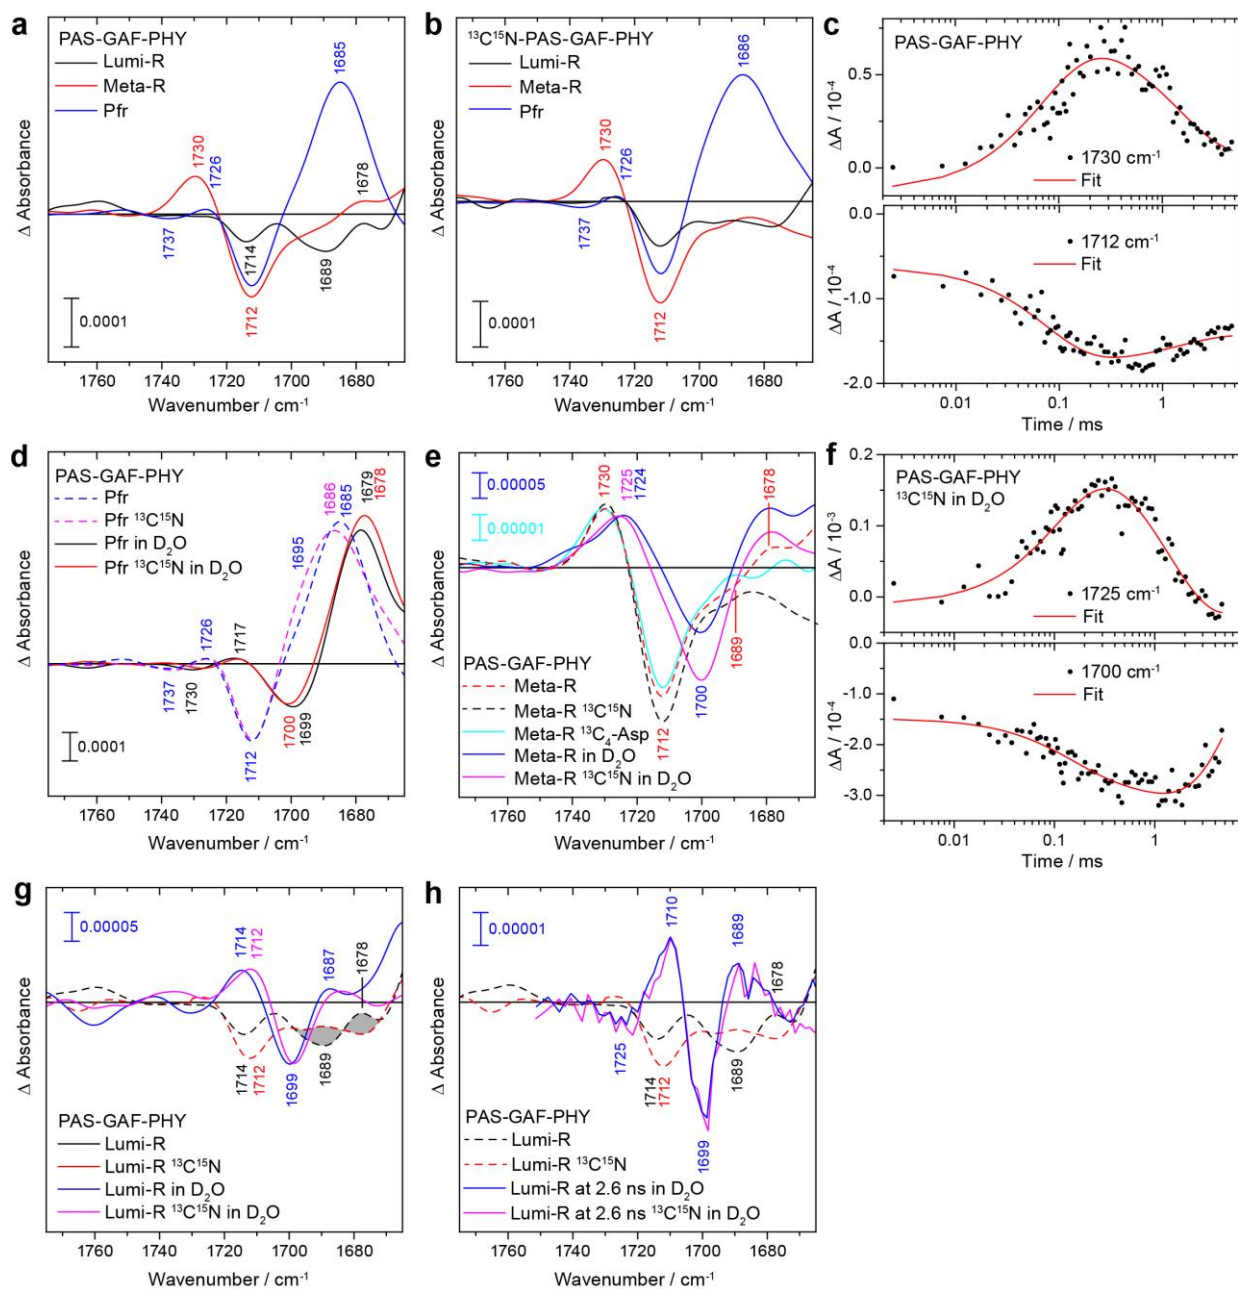 a
PAS-GAF-PHY
Lumi-R
Meta-R
Pfr
1685
1730
1726
1678
1737
1714
1689
1712
0.0001
Δ Absorbance
1760 1740 1720 1700 1680
Wavenumber / cm⁻¹
b
¹³C¹⁵N-PAS-GAF-PHY
Lumi-R
Meta-R
Pfr
1686
1730
1726
1737
1712
0.0001
Δ Absorbance
1760 1740 1720 1700 1680
Wavenumber / cm⁻¹
c
PAS-GAF-PHY
0.5
0.0
ΔA / 10⁻⁴
1730 cm⁻¹
Fit
0.0
-1.0
-2.0
ΔA / 10⁻⁴
1712 cm⁻¹
Fit
0.01 0.1 1
Time / ms
d
PAS-GAF-PHY
Pfr
Pfr ¹³C¹⁵N
Pfr in D₂O
Pfr ¹³C¹⁵N in D₂O
1686
1685
1679
1678
1695
1726
1717
1737
1730
1712
1700
1699
0.0001
Δ Absorbance
1760 1740 1720 1700 1680
Wavenumber / cm⁻¹
e
0.00005
0.00001
1730
1725
1724
1678
1689
1700
1712
PAS-GAF-PHY
Meta-R
Meta-R ¹³C¹⁵N
Meta-R ¹³C₄-Asp
Meta-R in D₂O
Meta-R ¹³C¹⁵N in D₂O
Δ Absorbance
1760 1740 1720 1700 1680
Wavenumber / cm⁻¹
f
PAS-GAF-PHY
¹³C¹⁵N in D₂O
0.2
0.1
0.0
ΔA / 10⁻³
1725 cm⁻¹
Fit
-1.0
-2.0
-3.0
ΔA / 10⁻⁴
1700 cm⁻¹
Fit
0.01 0.1 1
Time / ms
g
0.00005
1714
1712
1687
1678
1714
1712
1699
1689
PAS-GAF-PHY
Lumi-R
Lumi-R ¹³C¹⁵N
Lumi-R in D₂O
Lumi-R ¹³C¹⁵N in D₂O
Δ Absorbance
1760 1740 1720 1700 1680
Wavenumber / cm⁻¹
h
0.00001
1710
1689
1678
1725
1714
1712
1689
1699
PAS-GAF-PHY
Lumi-R
Lumi-R ¹³C¹⁵N
Lumi-R at 2.6 ns in D₂O
Lumi-R at 2.6 ns ¹³C¹⁵N in D₂O
Δ Absorbance
1760 1740 1720 1700 1680
Wavenumber / cm⁻¹